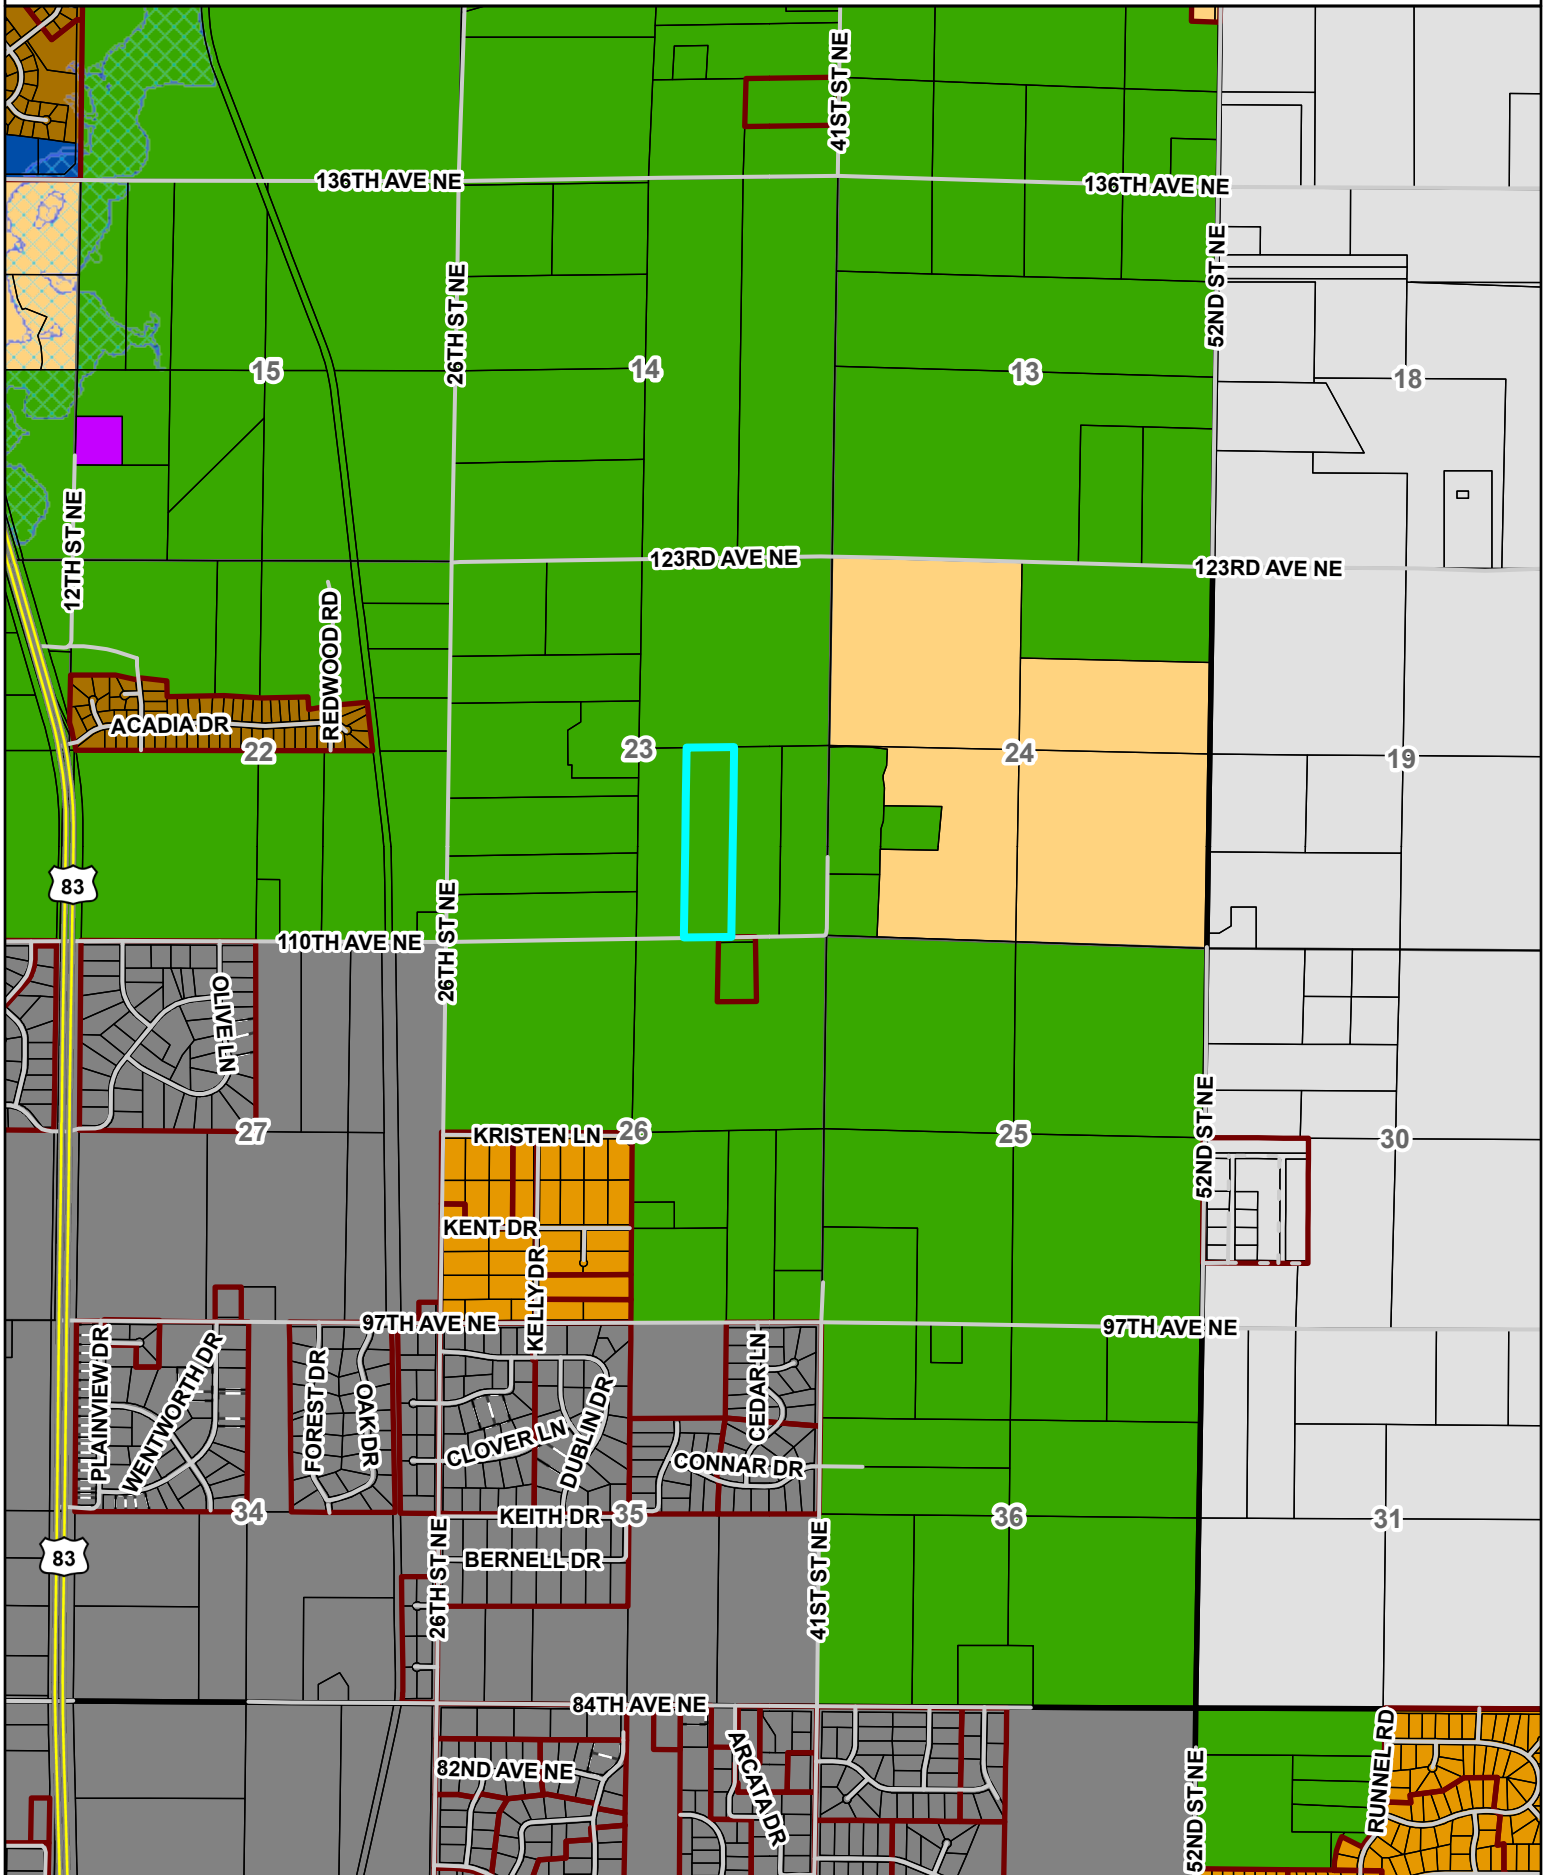 41ST ST NE
136TH AVE NE
136TH AVE NE
52ND ST NE
26TH ST NE
15
14
13
18
12TH ST NE
123RD AVE NE
123RD AVE NE
REDWOOD RD
ACADIA DR
22
23
24
19
83
26TH ST NE
110TH AVE NE
OLIVE LN
52ND ST NE
27
KRISTEN LN
26
25
30
KENT DR
KELLY DR
97TH AVE NE
97TH AVE NE
PLAINVIEW DR
WENTWORTH DR
FOREST DR
OAK DR
CLOVER LN
DUBLIN DR
CEDAR LN
CONNAR DR
34
KEITH DR
35
36
31
83
26TH ST NE
BERNELL DR
41ST ST NE
84TH AVE NE
82ND AVE NE
ARCATA DR
52ND ST NE
RUNNEL RD